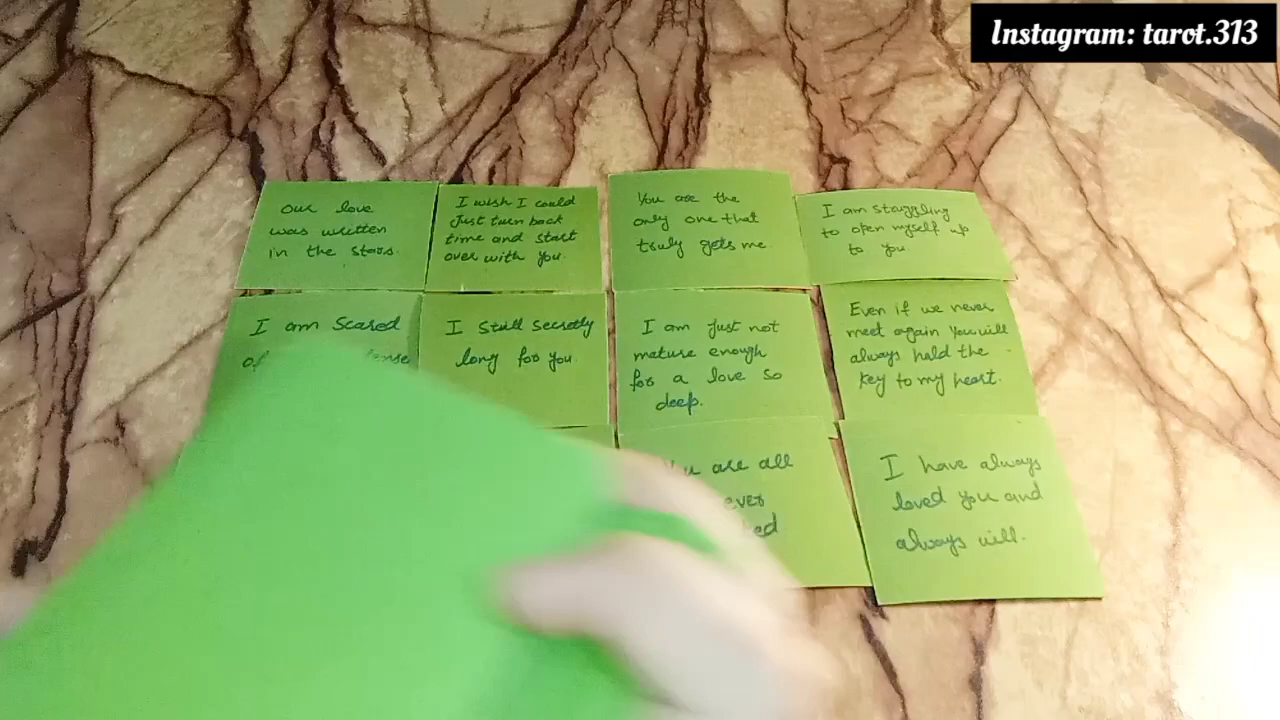 Instagram: tarot.313
Our love
was written
in the stars.
I wish I could
Just turn back
time and start
over with you.
You are the
only one that
truly gets me.
I am struggling
to open myself up
to you
I am Scared
of
I still secretly
long for you.
I am just not
mature enough
for a love so
deep.
Even if we never
meet again you will
always hold the
key to my heart.
are all
I have always
loved you and
always will.